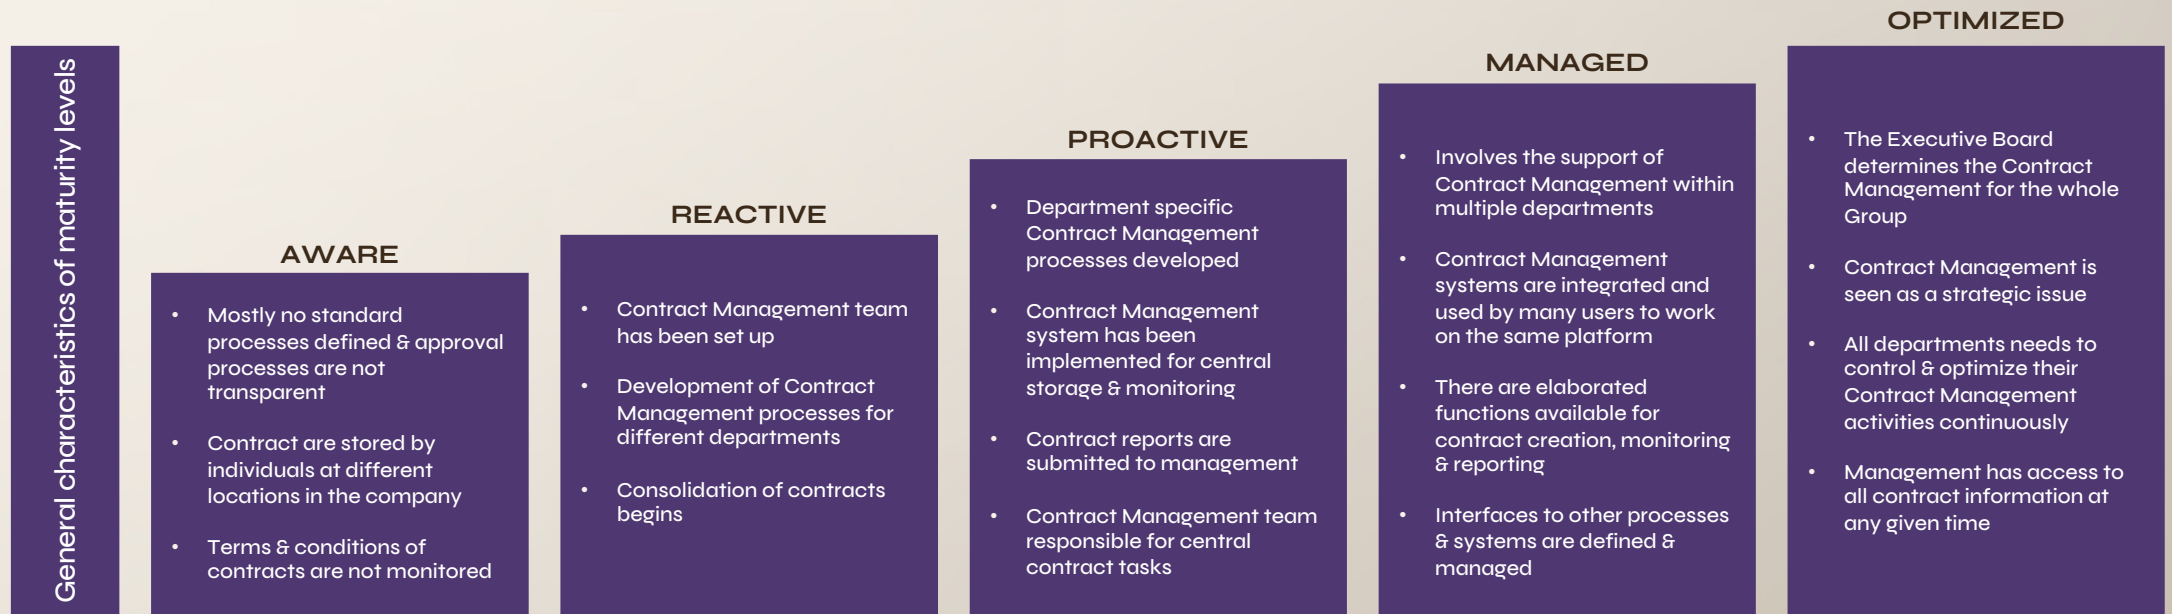 General characteristics of maturity levels
AWARE
• Mostly no standard
processes defined & approval
processes are not
transparent
• Contract are stored by
individuals at different
locations in the company
• Terms & conditions of
contracts are not monitored
REACTIVE
• Contract Management team
has been set up
• Development of Contract
Management processes for
different departments
• Consolidation of contracts
begins
PROACTIVE
• Department specific
Contract Management
processes developed
• Contract Management
system has been
implemented for central
storage & monitoring
• Contract reports are
submitted to management
• Contract Management team
responsible for central
contract tasks
MANAGED
• Involves the support of
Contract Management within
multiple departments
• Contract Management
systems are integrated and
used by many users to work
on the same platform
• There are elaborated
functions available for
contract creation, monitoring
& reporting
• Interfaces to other processes
& systems are defined &
managed
OPTIMIZED
• The Executive Board
determines the Contract
Management for the whole
Group
• Contract Management is
seen as a strategic issue
• All departments needs to
control & optimize their
Contract Management
activities continuously
• Management has access to
all contract information at
any given time